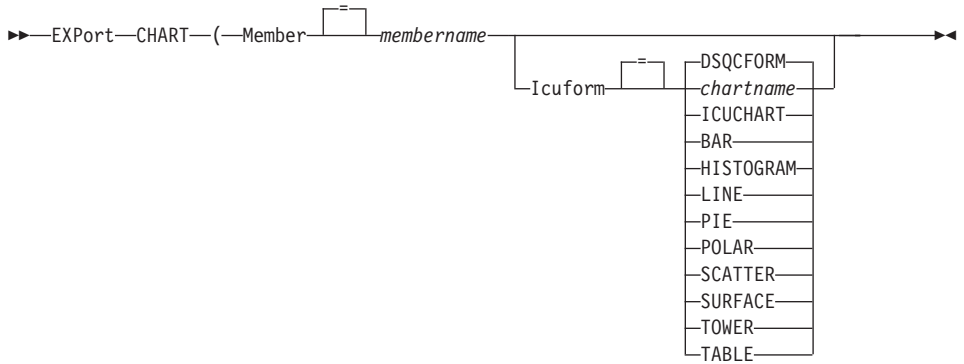 =
EXPort CHART ( Member membername
= DSQCFORM
Icuform chartname
ICUCHART
BAR
HISTOGRAM
LINE
PIE
POLAR
SCATTER
SURFACE
TOWER
TABLE